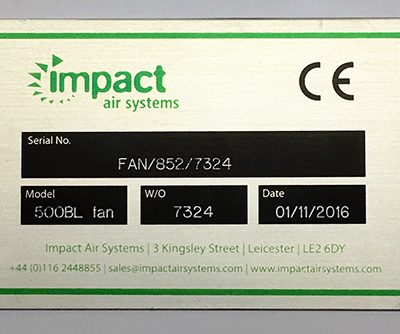 impact
air systems
CE
Serial No.
FAN/852/7324
Model W/O Date
500BL fan 7324 01/11/2016
Impact Air Systems | 3 Kingsley Street | Leicester | LE2 6DY
+44 (0)116 2448855 | sales@impactairsystems.com | www.impactairsystems.com